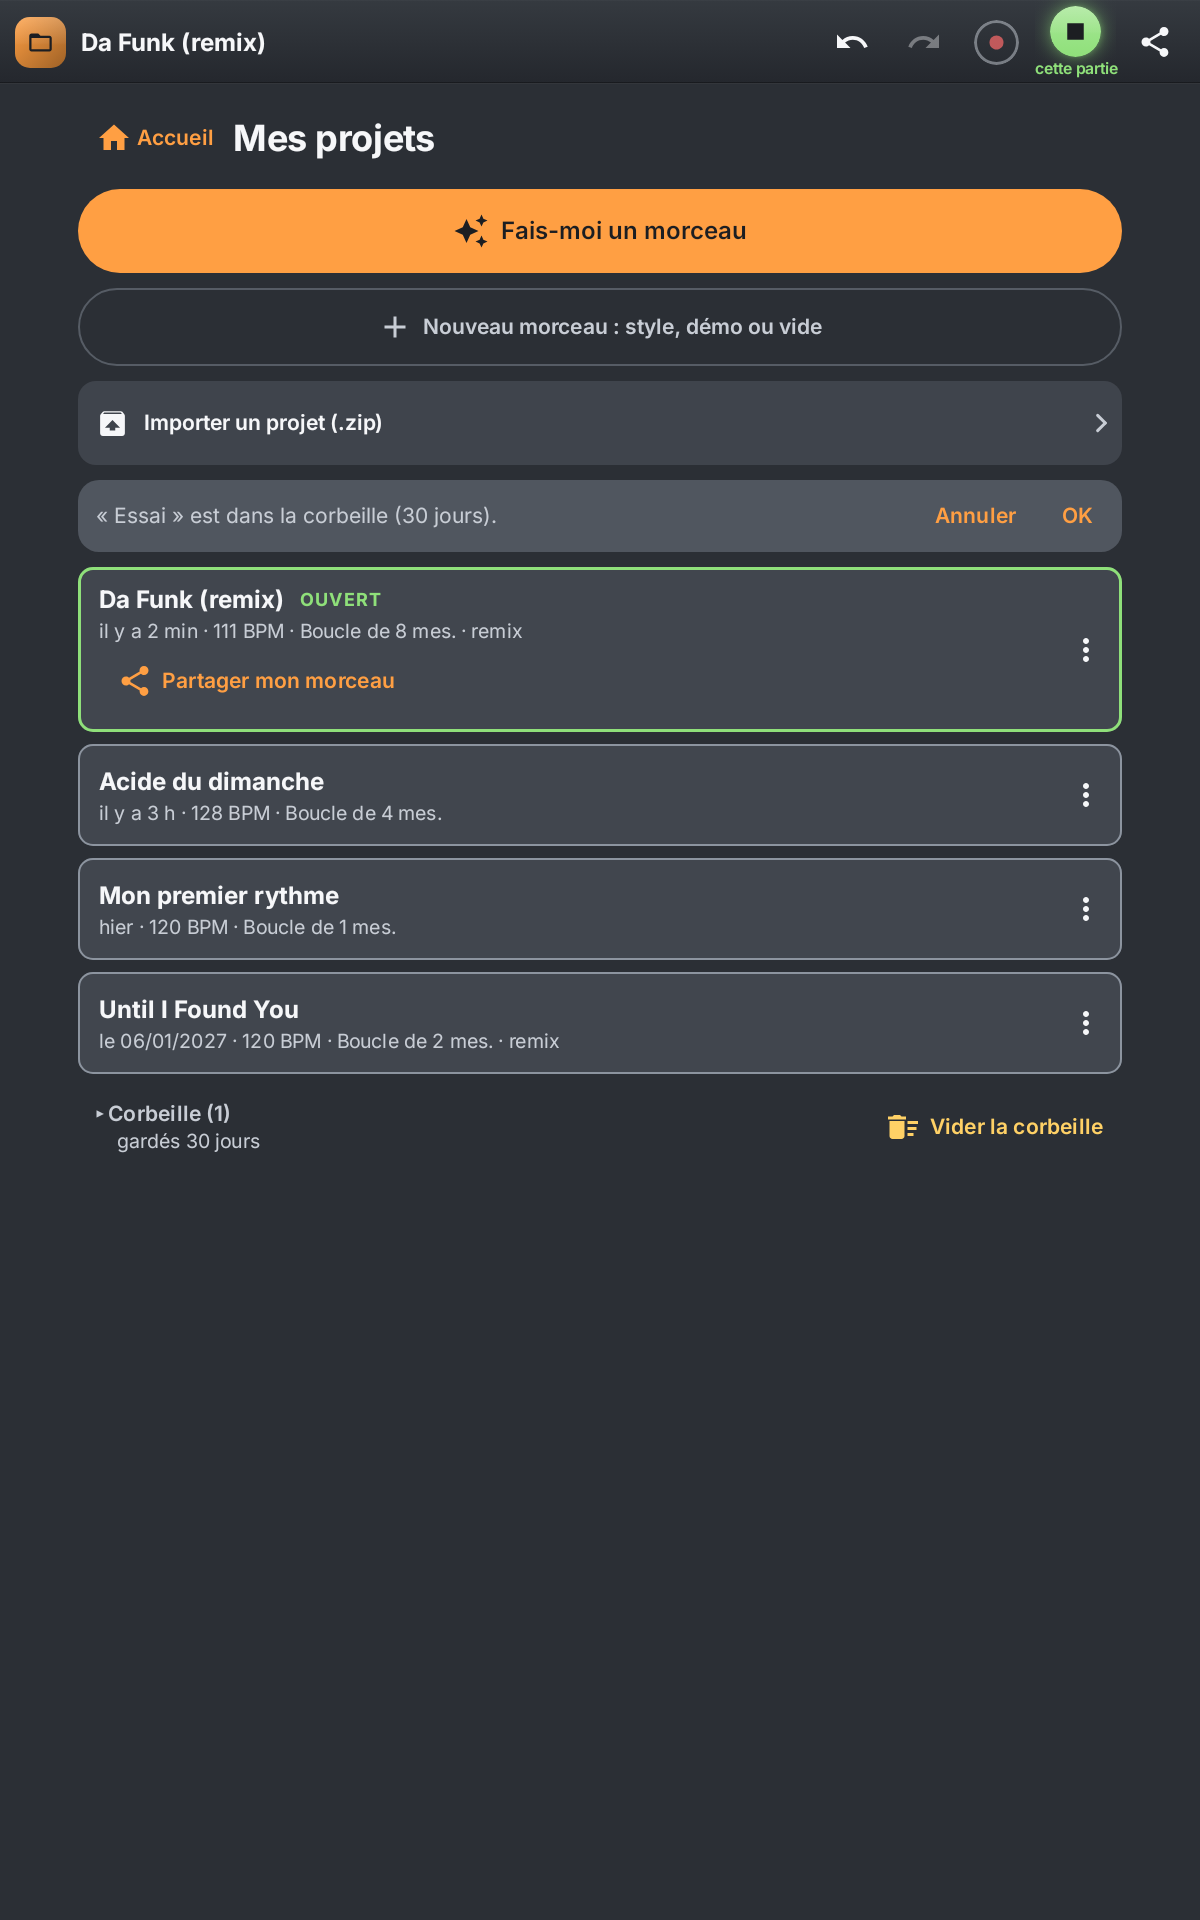 Da Funk (remix)
cette partie
Accueil
Mes projets
Fais-moi un morceau
Nouveau morceau : style, démo ou vide
Importer un projet (.zip)
« Essai » est dans la corbeille (30 jours).
Annuler
OK
Da Funk (remix) OUVERT
il y a 2 min · 111 BPM · Boucle de 8 mes. · remix
Partager mon morceau
Acide du dimanche
il y a 3 h · 128 BPM · Boucle de 4 mes.
Mon premier rythme
hier · 120 BPM · Boucle de 1 mes.
Until I Found You
le 06/01/2027 · 120 BPM · Boucle de 2 mes. · remix
Corbeille (1)
gardés 30 jours
Vider la corbeille